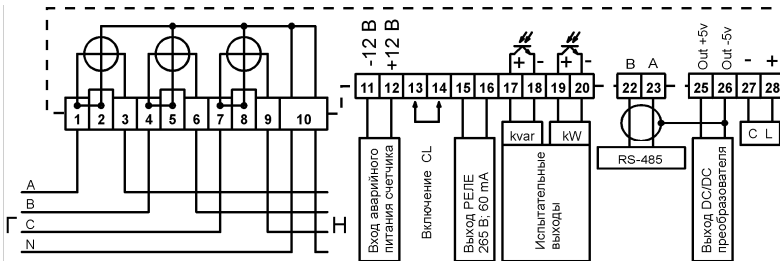 -12 В
+12 В
+ -
+ -
B A
Out +5v
Out -5v
- +
1 2 3 4 5 6 7 8 9 10
11 12 13 14 15 16 17 18 19 20
22 23
25 26 27 28
kvar
kW
C L
RS-485
A
B
C
N
Г
Н
Вход аварийного
питания счетчика
Включение CL
Выход РЕЛЕ
265 В; 60 mA
Испытательные
выходы
Выход DC/DC
преобразователя